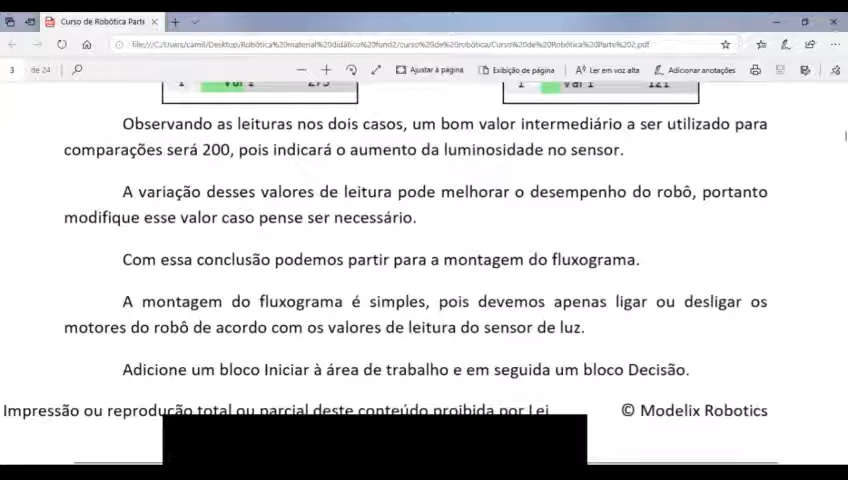 Curso de Robótica Parte
file:///C:/Users/camil/Desktop/Robótica%20material%20didático%20fund2/curso%20de%20robótica/Curso%20de%20Robótica%20Parte%202.pdf
3 de 24 Ajustar à página Exibição de página Ler em voz alta Adicionar anotações
1 Var1 275 1 Var1 121
Observando as leituras nos dois casos, um bom valor intermediário a ser utilizado para
comparações será 200, pois indicará o aumento da luminosidade no sensor.
A variação desses valores de leitura pode melhorar o desempenho do robô, portanto
modifique esse valor caso pense ser necessário.
Com essa conclusão podemos partir para a montagem do fluxograma.
A montagem do fluxograma é simples, pois devemos apenas ligar ou desligar os
motores do robô de acordo com os valores de leitura do sensor de luz.
Adicione um bloco Iniciar à área de trabalho e em seguida um bloco Decisão.
Impressão ou reprodução total ou parcial deste conteúdo proibida por Lei © Modelix Robotics